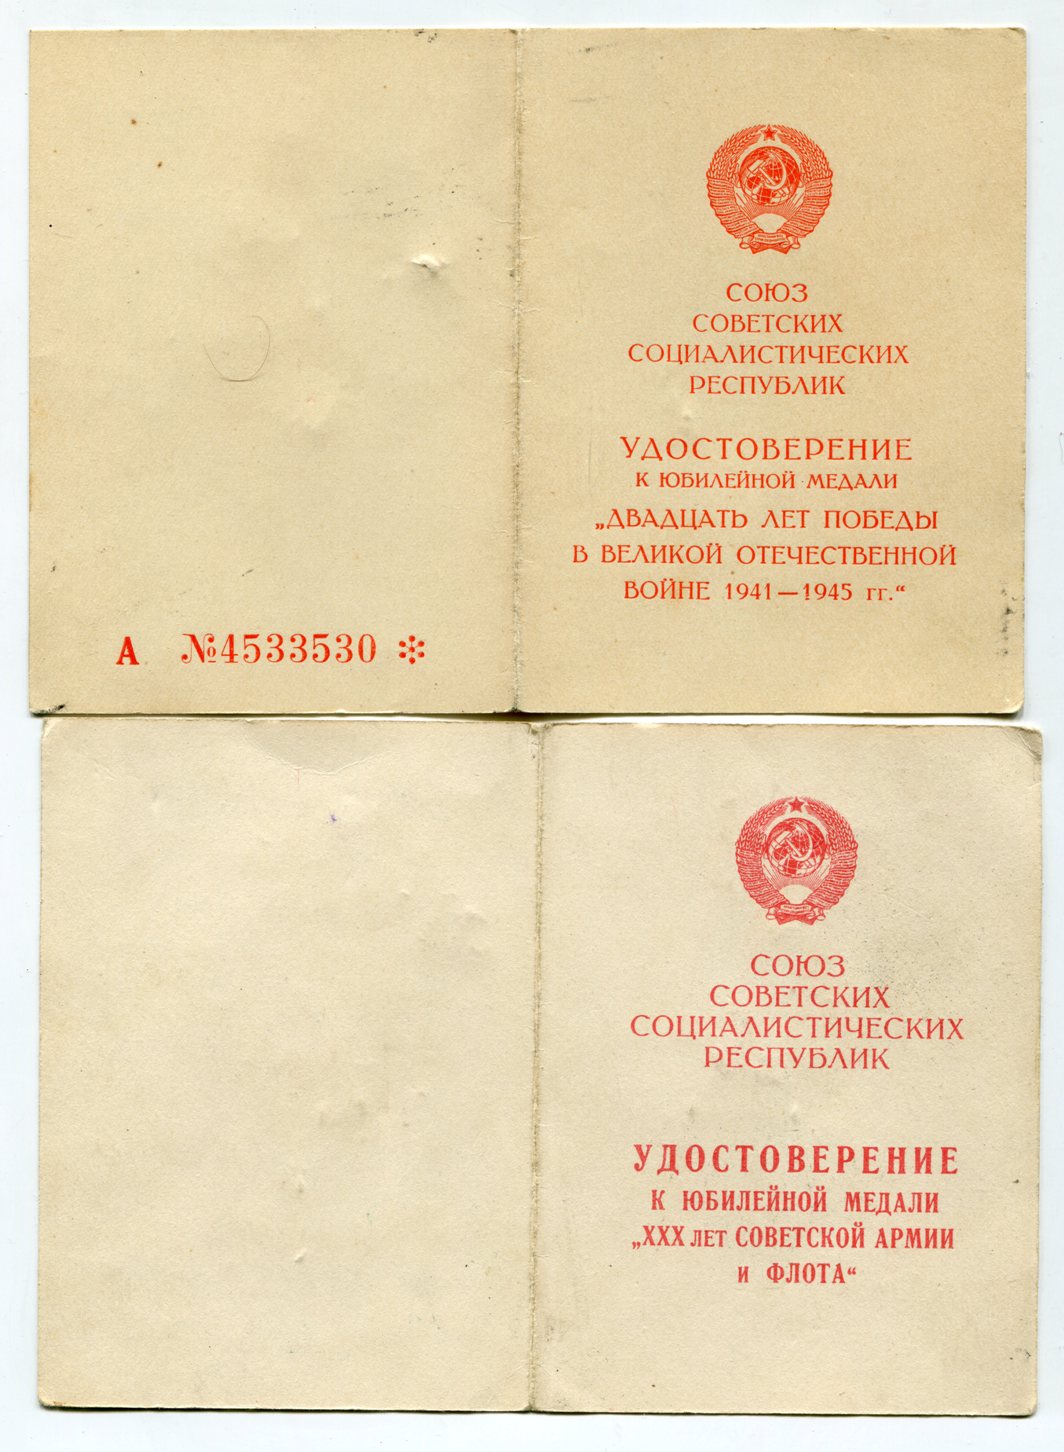 СОЮЗ
СОВЕТСКИХ
СОЦИАЛИСТИЧЕСКИХ
РЕСПУБЛИК
УДОСТОВЕРЕНИЕ
К ЮБИЛЕЙНОЙ МЕДАЛИ
„ДВАДЦАТЬ ЛЕТ ПОБЕДЫ
В ВЕЛИКОЙ ОТЕЧЕСТВЕННОЙ
ВОЙНЕ 1941—1945 гг.“
А №4533530
СОЮЗ
СОВЕТСКИХ
СОЦИАЛИСТИЧЕСКИХ
РЕСПУБЛИК
УДОСТОВЕРЕНИЕ
К ЮБИЛЕЙНОЙ МЕДАЛИ
„XXX ЛЕТ СОВЕТСКОЙ АРМИИ
И ФЛОТА“